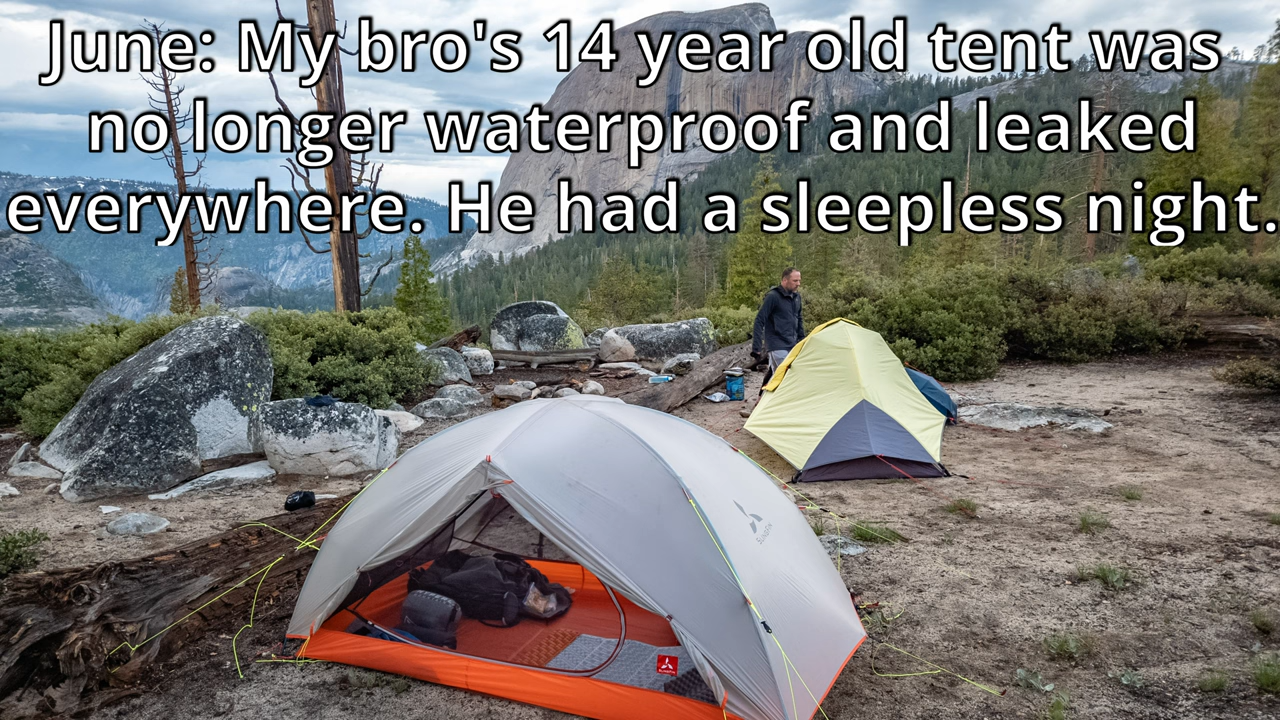 June: My bro's 14 year old tent was
no longer waterproof and leaked
everywhere. He had a sleepless night.